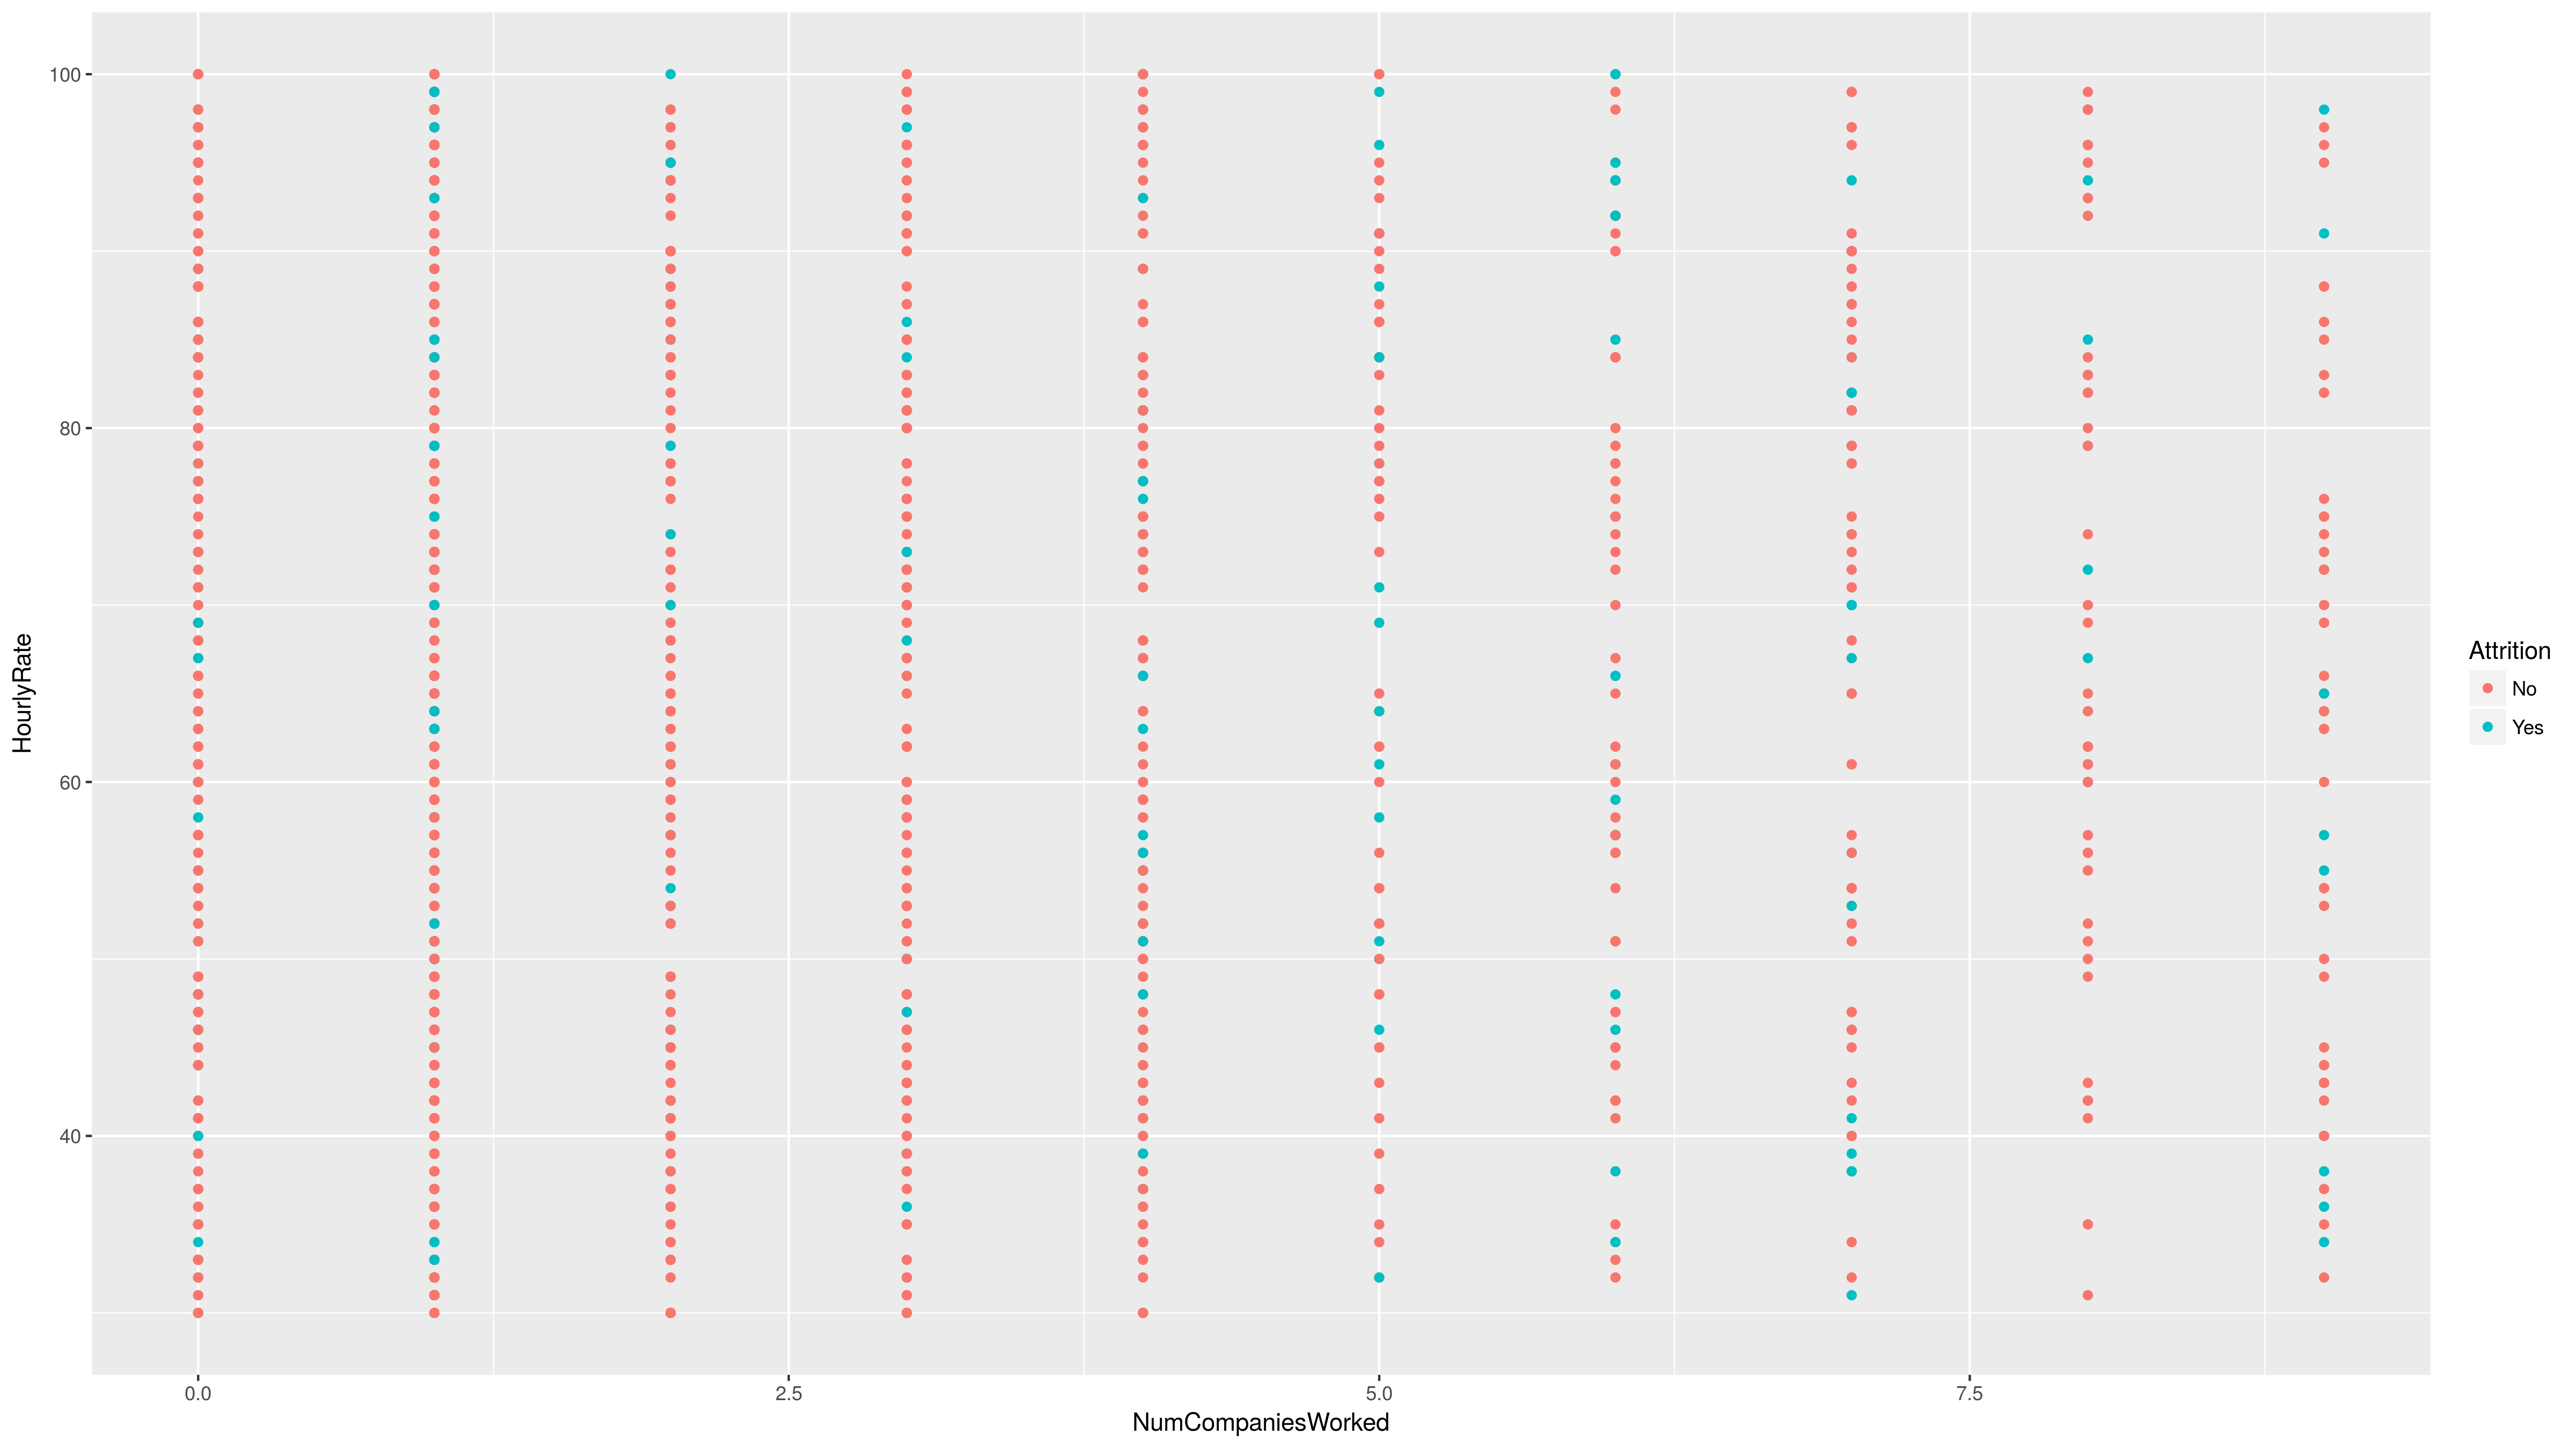 100
80
60
40
HourlyRate
0.0
2.5
5.0
7.5
NumCompaniesWorked
Attrition
No
Yes